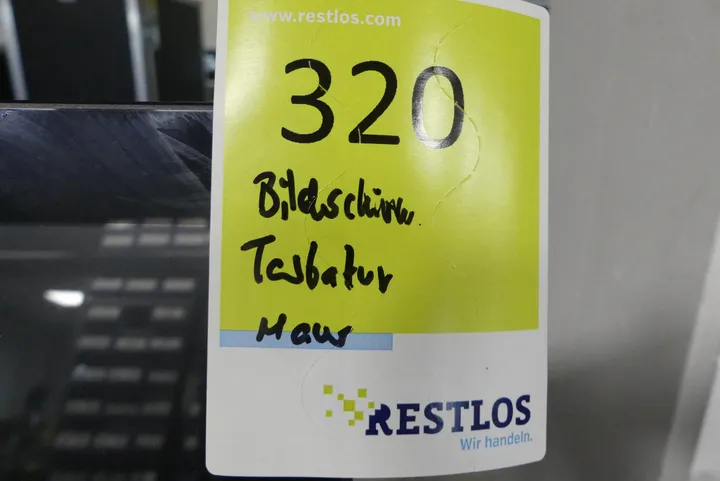 www.restlos.com
320
Bildschirm
Tastatur
Maus
RESTLOS
Wir handeln.